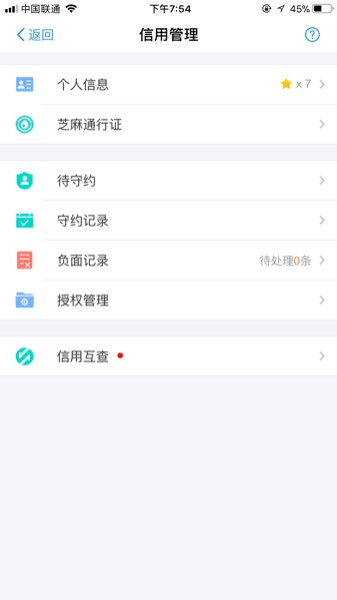 中国联通 下午7:54 45%
返回 信用管理 ?
个人信息 x 7
芝麻通行证
待守约
守约记录
负面记录 待处理0条
授权管理
信用互查